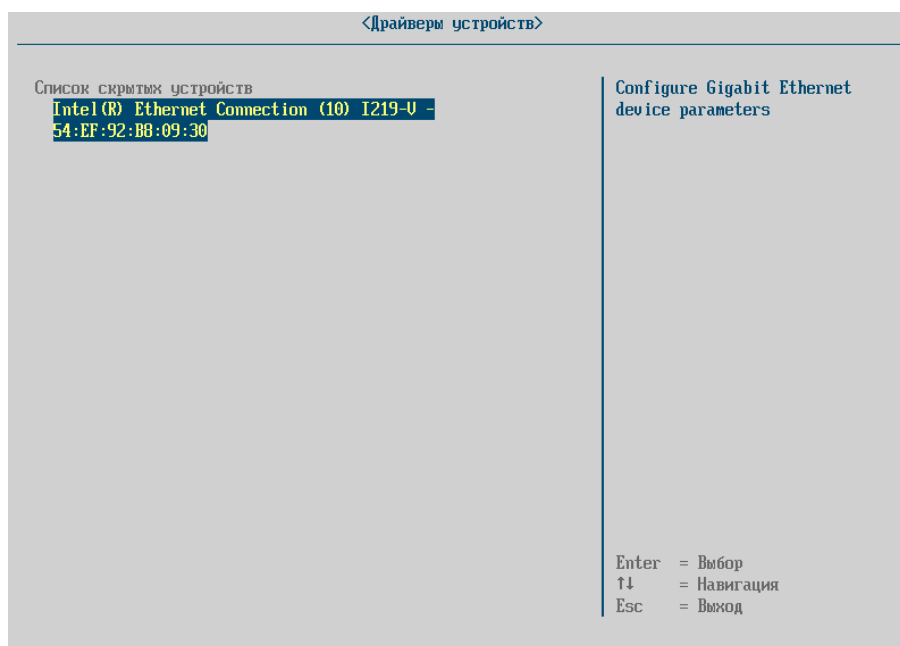 <Драйверы устройств>
Список скрытых устройств
Intel(R) Ethernet Connection (10) I219-V -
54:EF:92:B8:09:30
Configure Gigabit Ethernet
device parameters
Enter = Выбор
↑↓ = Навигация
Esc = Выход